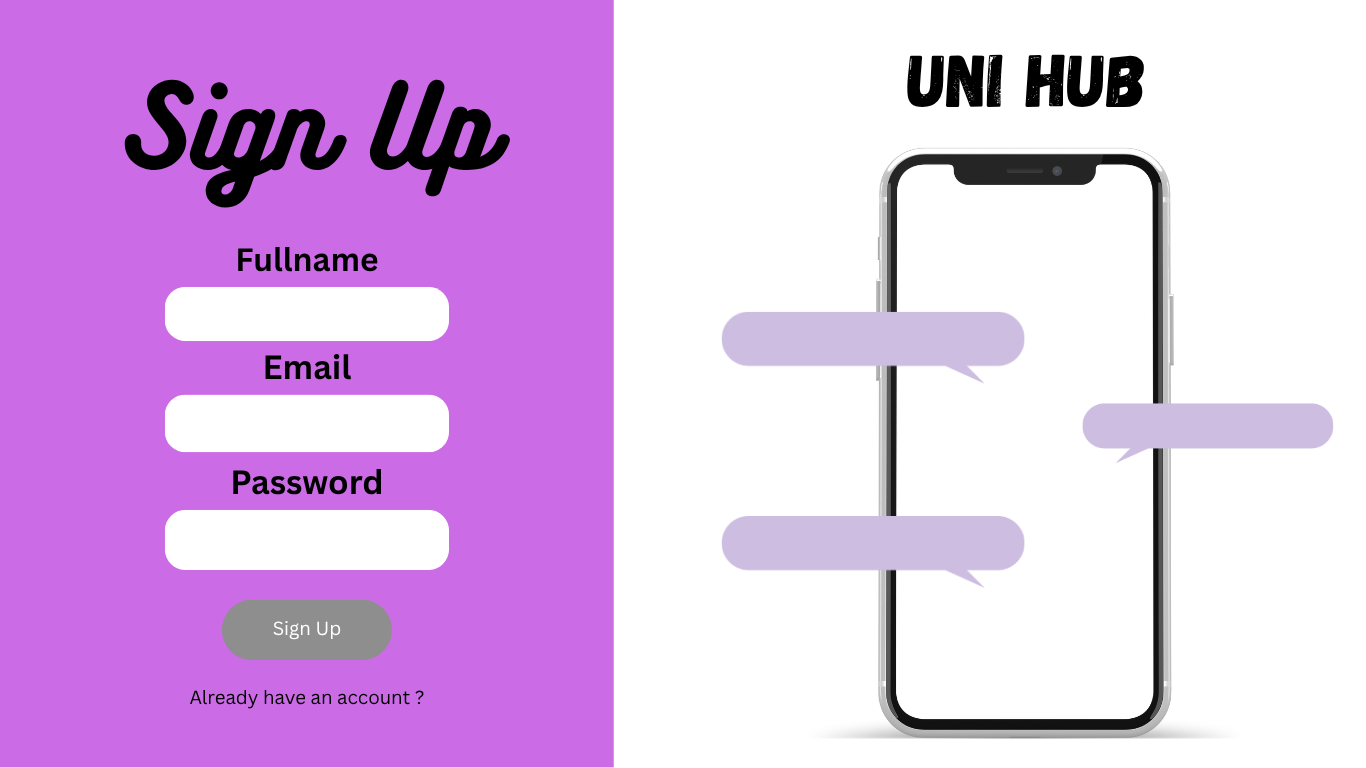 Sign Up
Fullname
Email
Password
Sign Up
Already have an account ?
UNI HUB